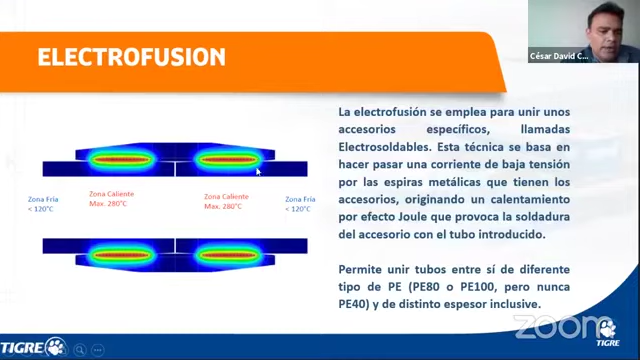 César David C...
ELECTROFUSION
La electrofusión se emplea para unir unos
accesorios específicos, llamadas
Electrosoldables. Esta técnica se basa en
hacer pasar una corriente de baja tensión
por las espiras metálicas que tienen los
accesorios, originando un calentamiento
por efecto Joule que provoca la soldadura
del accesorio con el tubo introducido.
Permite unir tubos entre sí de diferente
tipo de PE (PE80 o PE100, pero nunca
PE40) y de distinto espesor inclusive.
Zona Fría
< 120°C
Zona Caliente
Max. 280°C
Zona Caliente
Max. 280°C
Zona Fría
< 120°C
TIGRE
zoom
TIGRE